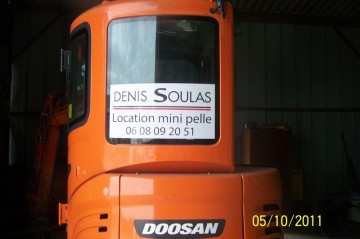 DENIS SOULAS
Location mini pelle
06 08 09 20 51
DOOSAN
05/10/2011